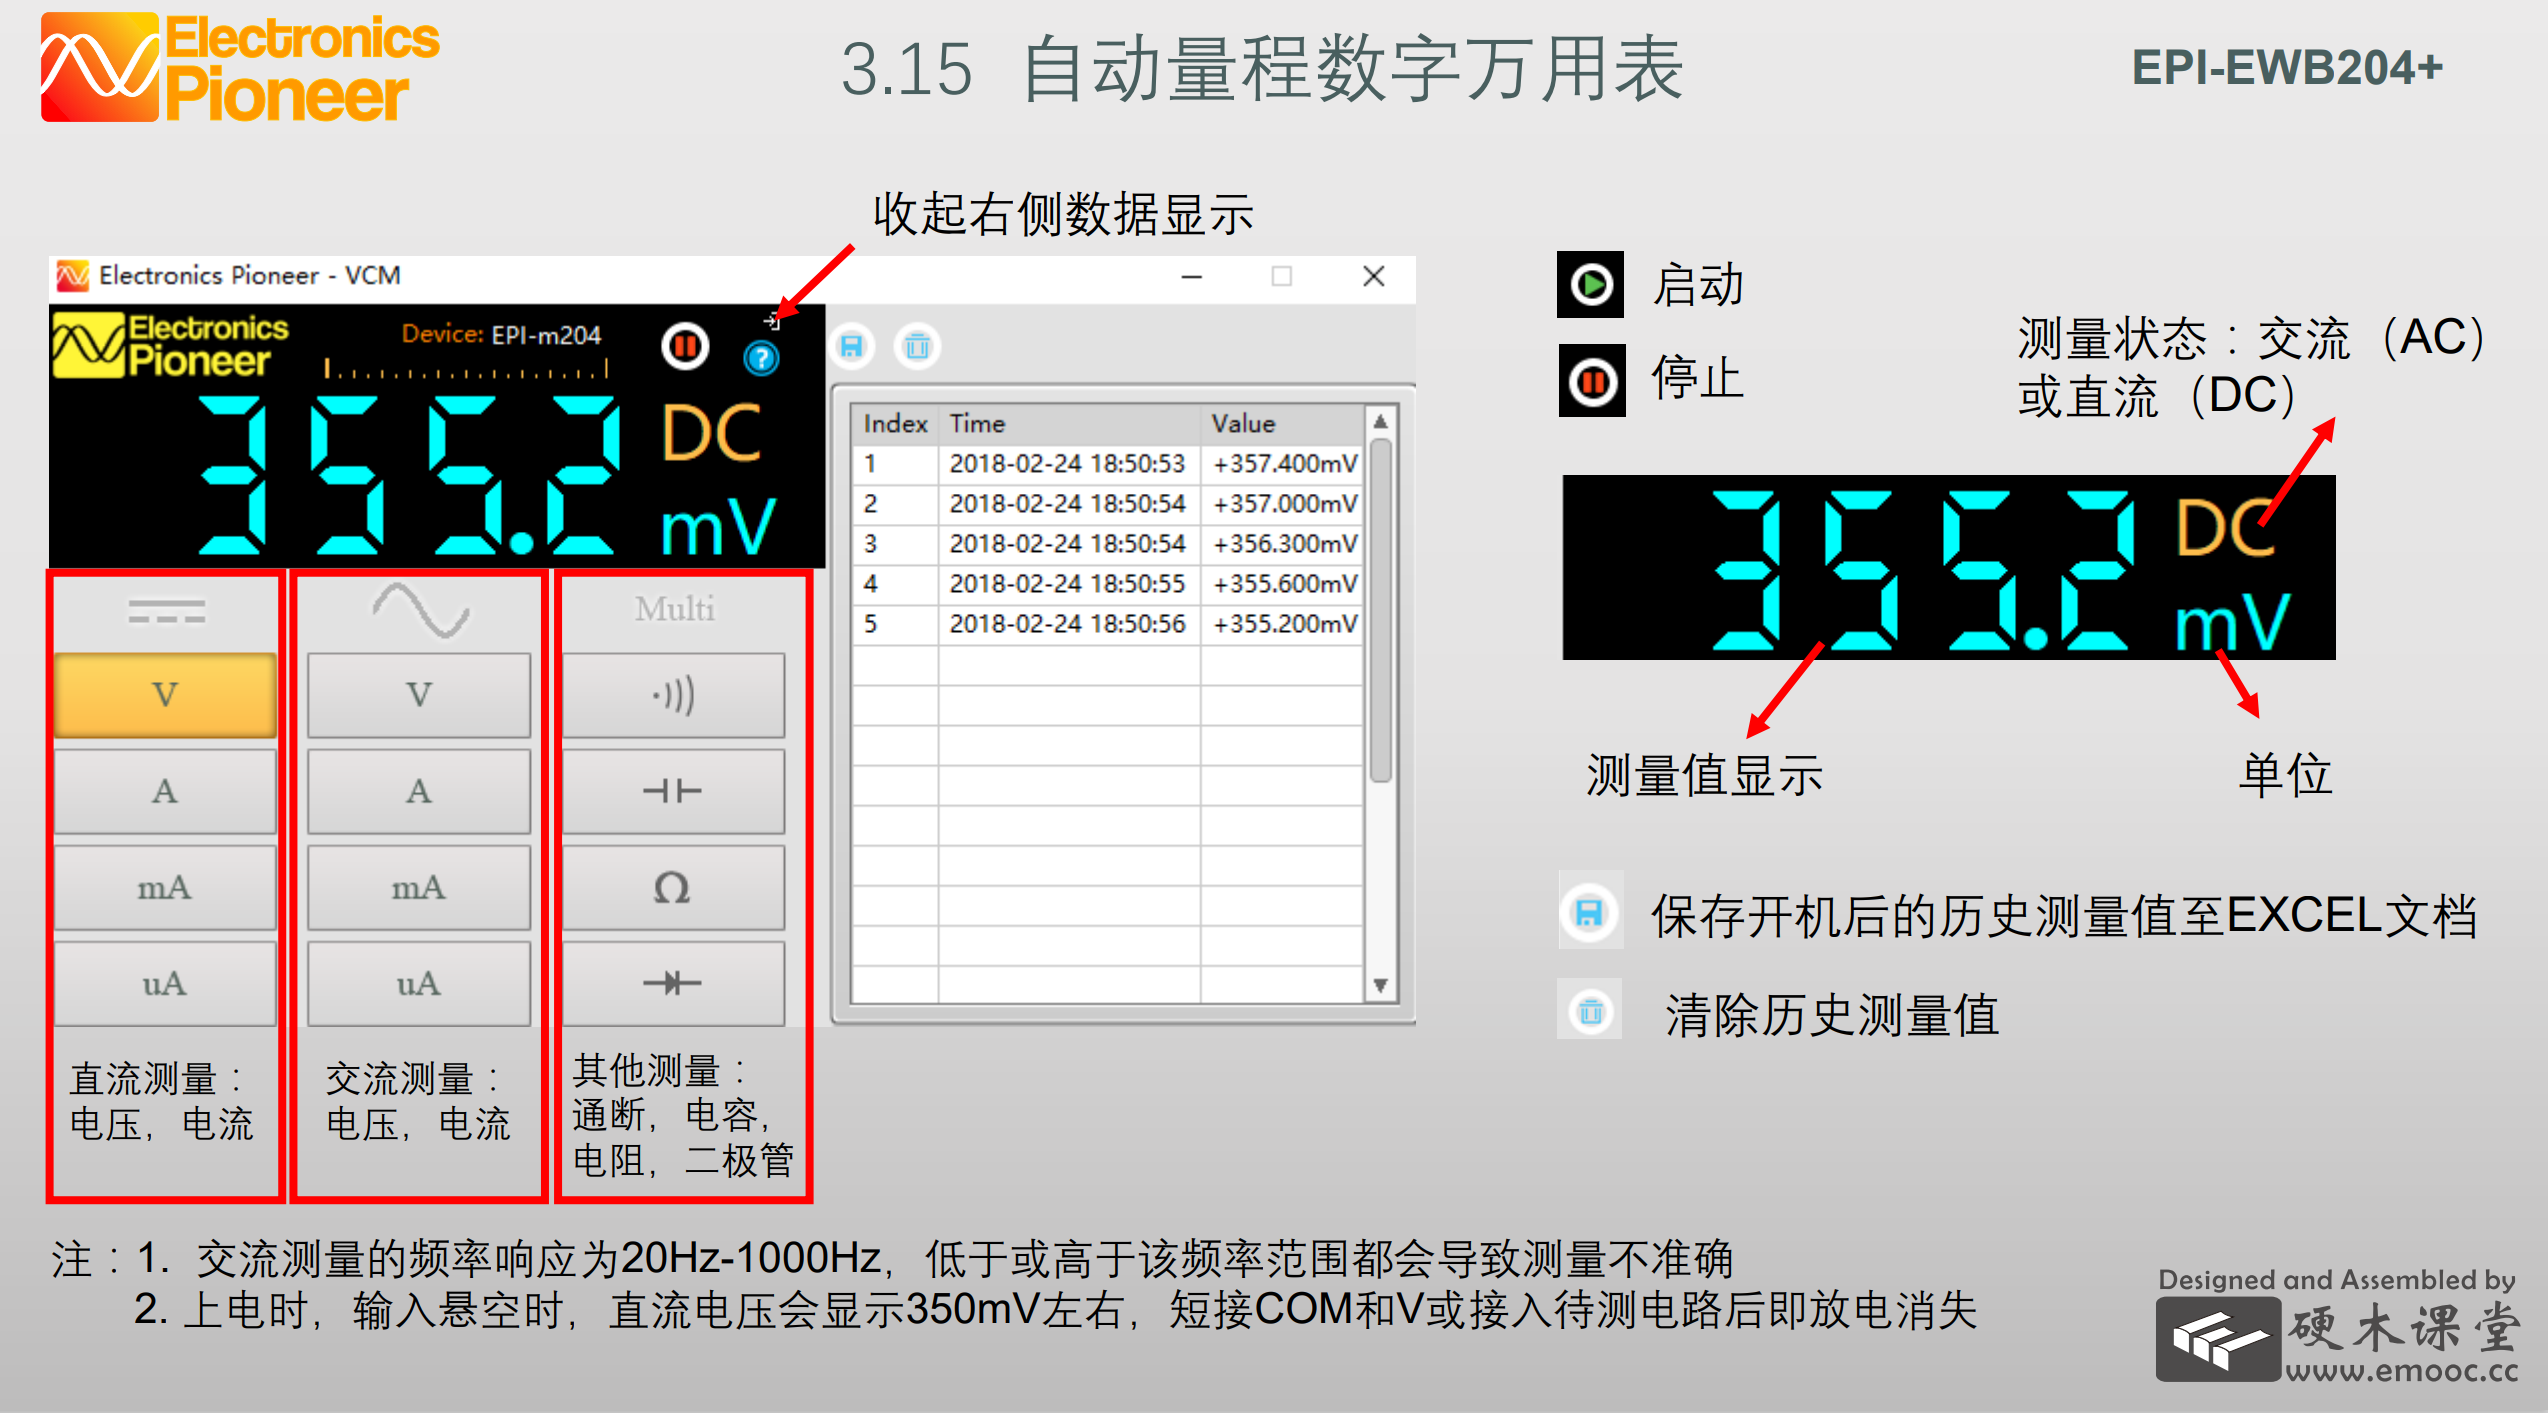 Electronics
Pioneer
3.15 自动量程数字万用表
EPI-EWB204+
收起右侧数据显示
Electronics Pioneer - VCM
Electronics
Pioneer
Device: EPI-m204
355.2
DC
mV
Index Time Value
1 2018-02-24 18:50:53 +357.400mV
2 2018-02-24 18:50:54 +357.000mV
3 2018-02-24 18:50:54 +356.300mV
4 2018-02-24 18:50:55 +355.600mV
5 2018-02-24 18:50:56 +355.200mV
Multi
V V
A A
mA mA Ω
uA uA
直流测量：
电压，电流
交流测量：
电压，电流
其他测量：
通断，电容，
电阻，二极管
启动
停止
测量状态：交流（AC）
或直流（DC）
355.2
DC
mV
测量值显示
单位
保存开机后的历史测量值至EXCEL文档
清除历史测量值
注：1. 交流测量的频率响应为20Hz-1000Hz，低于或高于该频率范围都会导致测量不准确
2. 上电时，输入悬空时，直流电压会显示350mV左右，短接COM和V或接入待测电路后即放电消失
Designed and Assembled by
硬木课堂
www.emooc.cc